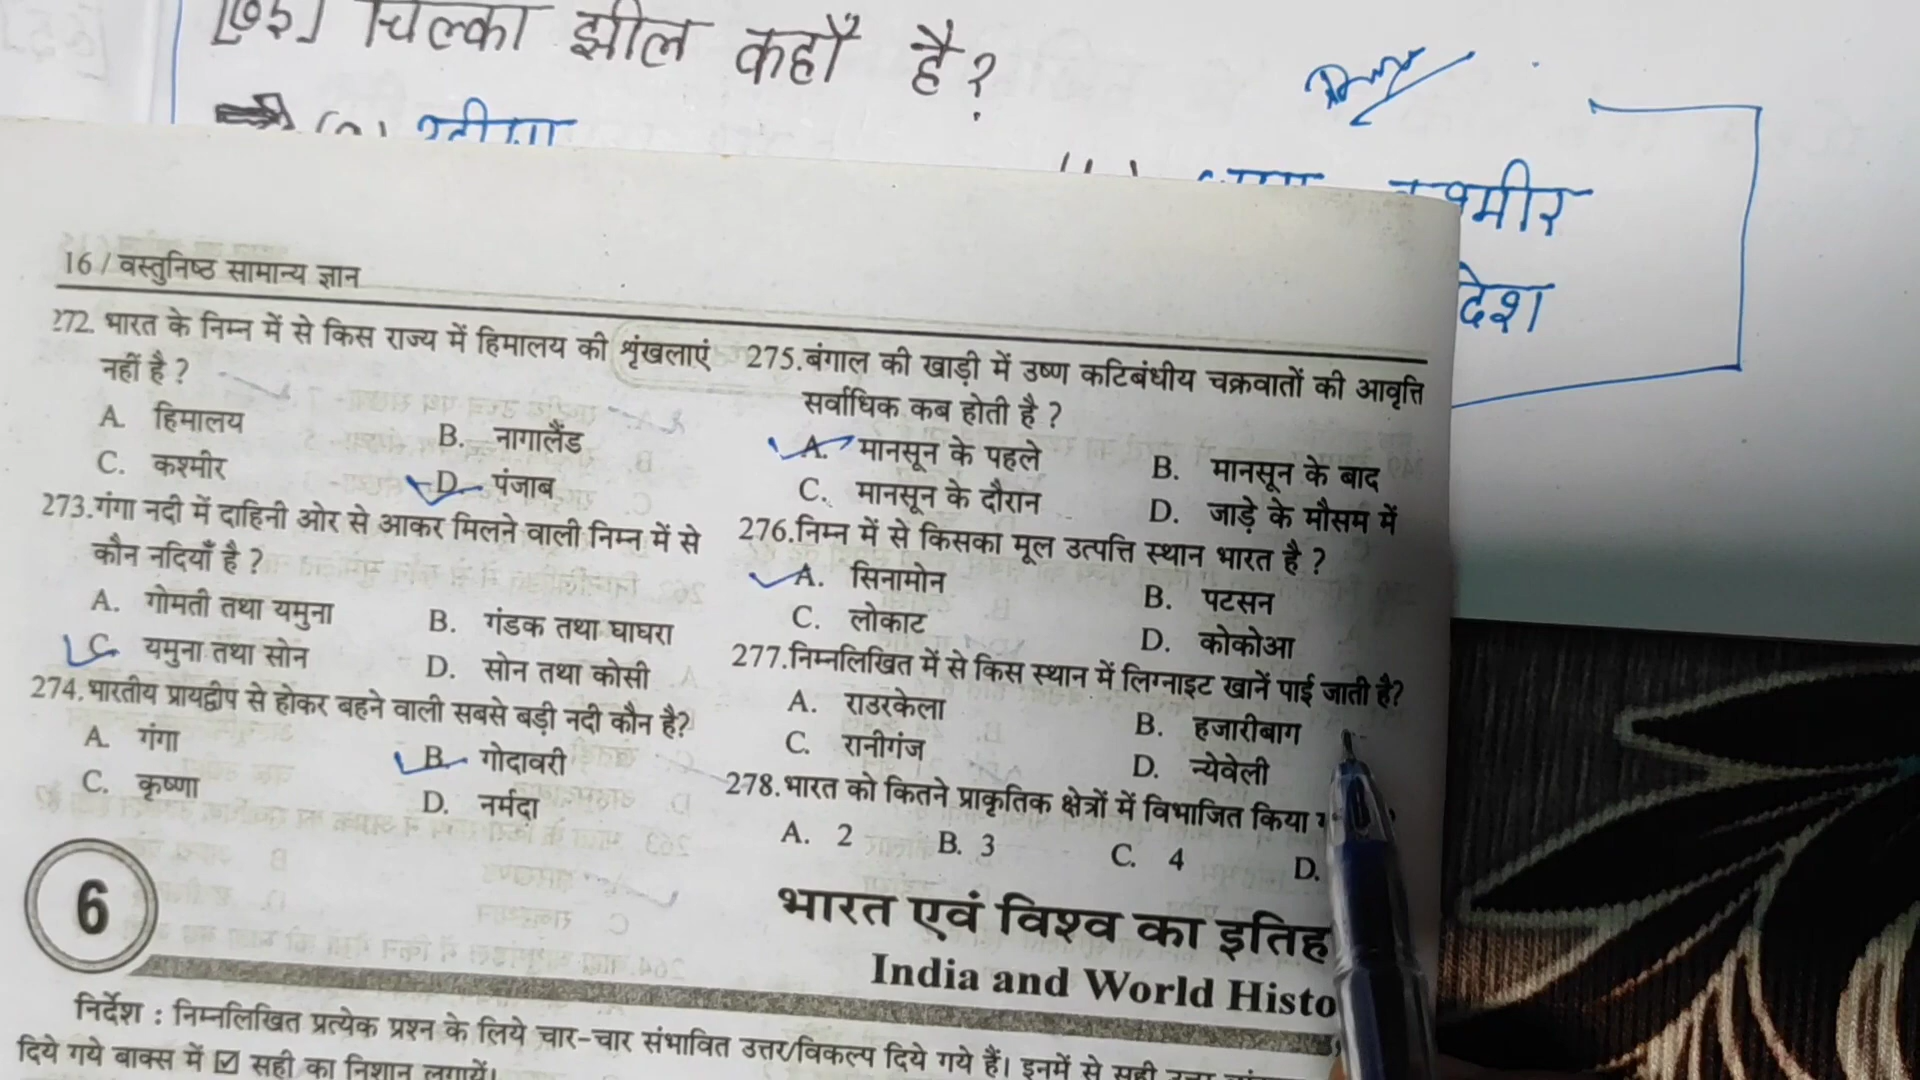 [७३] चिल्का झील कहाँ है?
देश
16 / वस्तुनिष्ठ सामान्य ज्ञान
272. भारत के निम्न में से किस राज्य में हिमालय की शृंखलाएं
नहीं है ?
A. हिमालय B. नागालैंड
C. कश्मीर D. पंजाब
273.गंगा नदी में दाहिनी ओर से आकर मिलने वाली निम्न में से
कौन नदियाँ है ?
A. गोमती तथा यमुना B. गंडक तथा घाघरा
C. यमुना तथा सोन D. सोन तथा कोसी
274.भारतीय प्रायद्वीप से होकर बहने वाली सबसे बड़ी नदी कौन है?
A. गंगा B. गोदावरी
C. कृष्णा D. नर्मदा
275.बंगाल की खाड़ी में उष्ण कटिबंधीय चक्रवातों की आवृत्ति
सर्वाधिक कब होती है ?
A. मानसून के पहले B. मानसून के बाद
C. मानसून के दौरान D. जाड़े के मौसम में
276.निम्न में से किसका मूल उत्पत्ति स्थान भारत है ?
A. सिनामोन B. पटसन
C. लोकाट D. कोकोआ
277.निम्नलिखित में से किस स्थान में लिग्नाइट खानें पाई जाती है?
A. राउरकेला B. हजारीबाग
C. रानीगंज D. न्येवेली
278.भारत को कितने प्राकृतिक क्षेत्रों में विभाजित किया
A. 2 B. 3 C. 4 D.
6
भारत एवं विश्व का इतिह
India and World Histo
निर्देश : निम्नलिखित प्रत्येक प्रश्न के लिये चार-चार संभावित उत्तर/विकल्प दिये गये हैं। इनमें से सही
दिये गये बाक्स में ☑ सही का निशान लगायें।